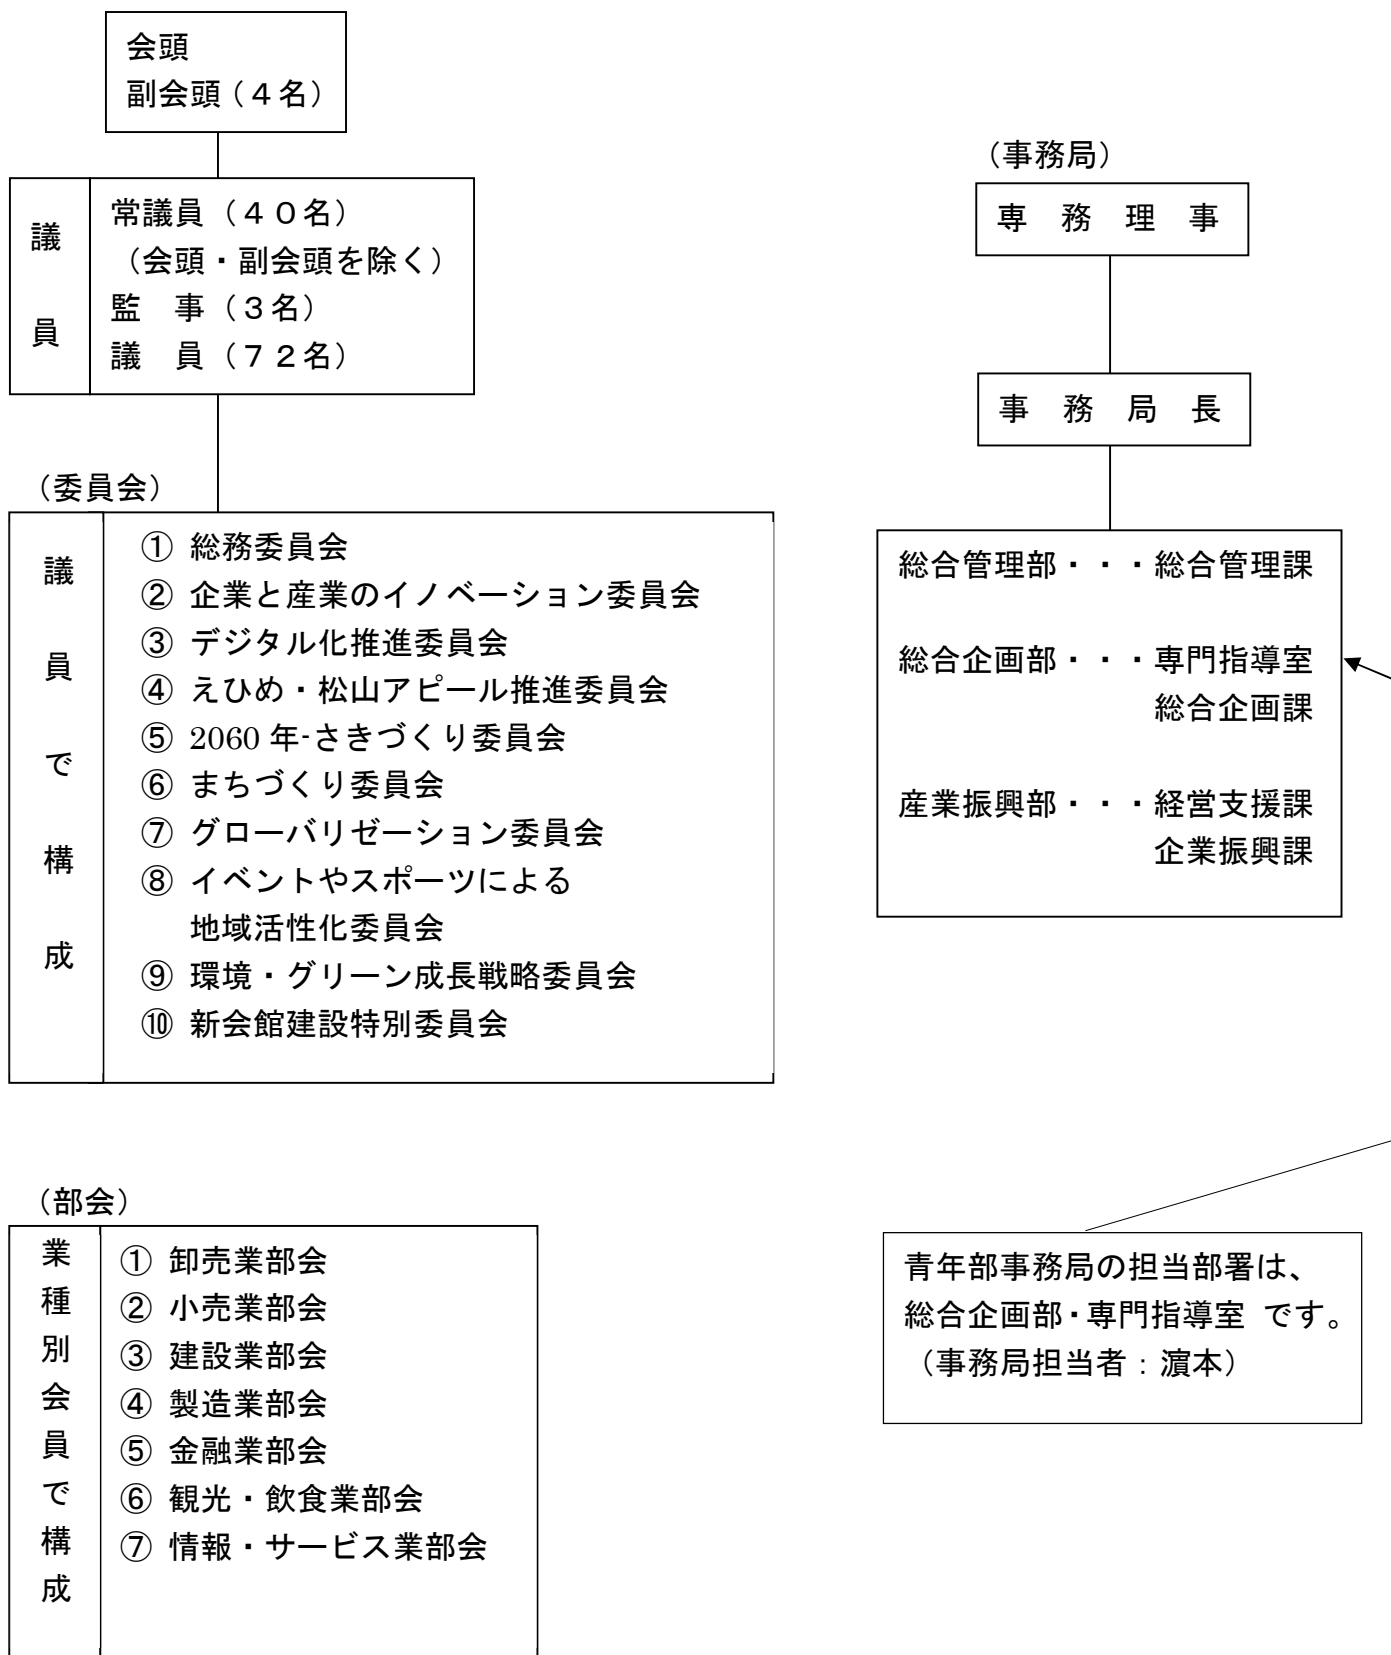 会頭
副会頭（４名）
議員
常議員（４０名）
（会頭・副会頭を除く）
監　事（３名）
議　員（７２名）
（委員会）
議員で構成
① 総務委員会
② 企業と産業のイノベーション委員会
③ デジタル化推進委員会
④ えひめ・松山アピール推進委員会
⑤ 2060 年-さきづくり委員会
⑥ まちづくり委員会
⑦ グローバリゼーション委員会
⑧ イベントやスポーツによる
地域活性化委員会
⑨ 環境・グリーン成長戦略委員会
⑩ 新会館建設特別委員会
（部会）
業種別会員で構成
① 卸売業部会
② 小売業部会
③ 建設業部会
④ 製造業部会
⑤ 金融業部会
⑥ 観光・飲食業部会
⑦ 情報・サービス業部会
（事務局）
専　務　理　事
事　務　局　長
総合管理部・・・総合管理課
総合企画部・・・専門指導室
総合企画課
産業振興部・・・経営支援課
企業振興課
青年部事務局の担当部署は、
総合企画部・専門指導室 です。
（事務局担当者：濵本）